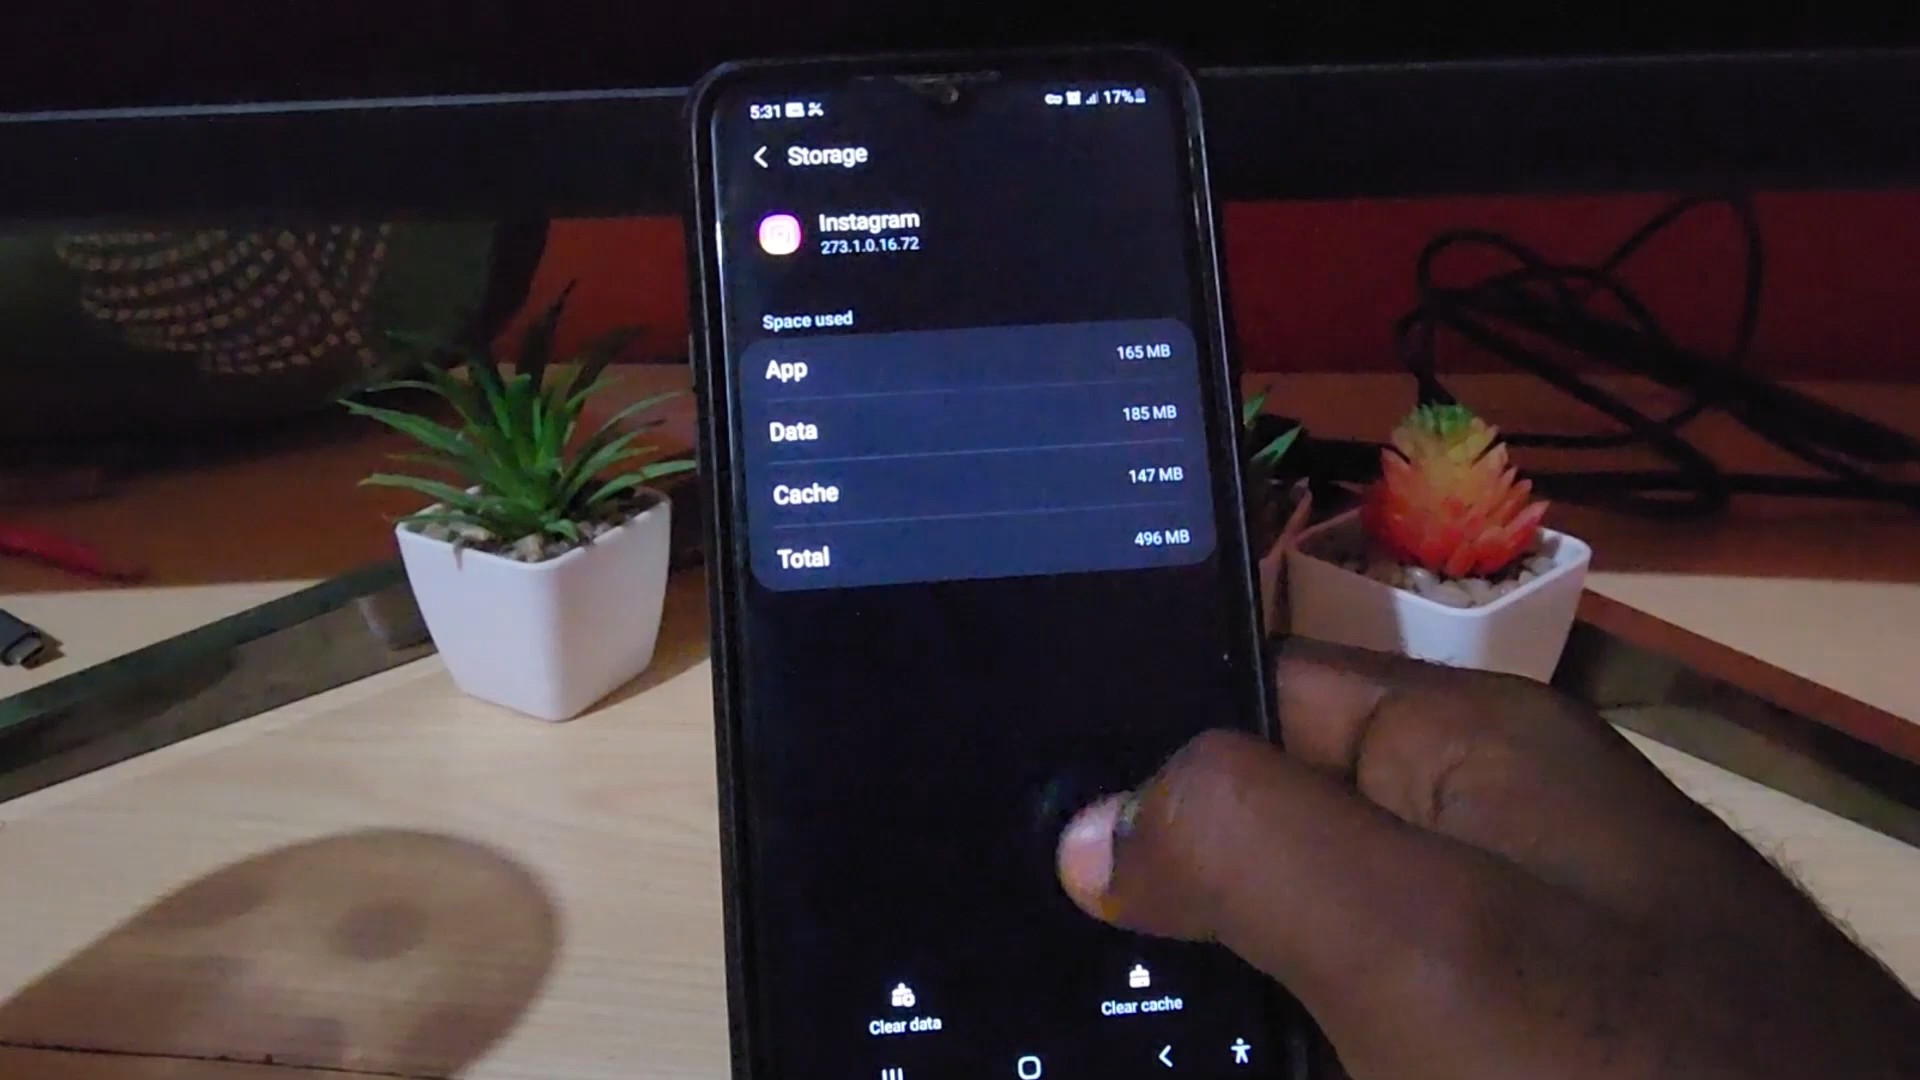 5:31 17%
Storage
Instagram
273.1.0.16.72
Space used
App 165 MB
Data 185 MB
Cache 147 MB
Total 496 MB
Clear data
Clear cache